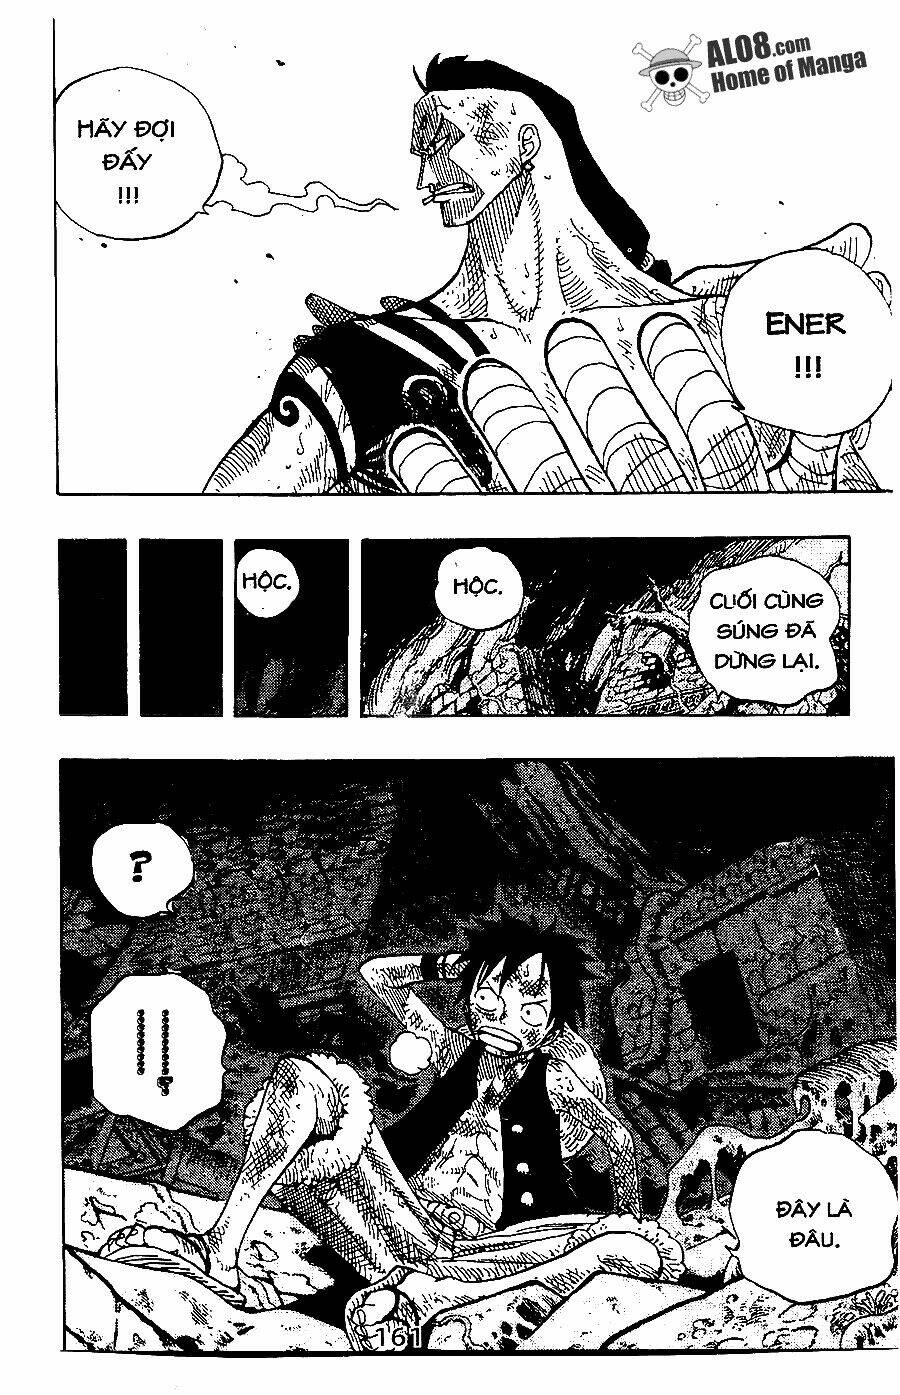 AL08.com
Home of Manga
ENER
!!!
HÃY ĐỢI
ĐẤY
!!!
CUỐI CÙNG
SÚNG ĐÃ
DỪNG LẠI.
HỘC.
HỘC.
ĐÂY LÀ
ĐÂU.
?
161